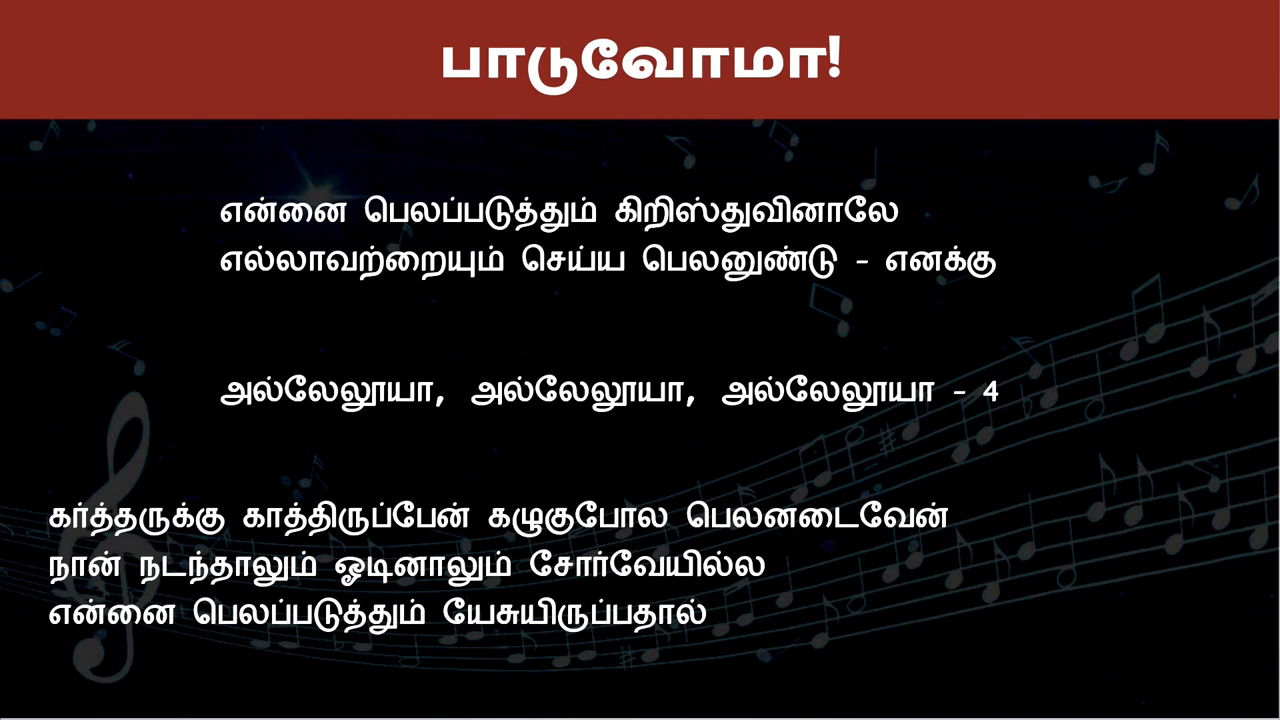 பாடுவோமா!
என்னை பெலப்படுத்தும் கிறிஸ்துவினாலே
எல்லாவற்றையும் செய்ய பெலனுண்டு - எனக்கு
அல்லேலூயா, அல்லேலூயா, அல்லேலூயா - 4
கர்த்தருக்கு காத்திருப்பேன் கழுகுபோல பெலனடைவேன்
நான் நடந்தாலும் ஓடினாலும் சோர்வேயில்ல
என்னை பெலப்படுத்தும் யேசுயிருப்பதால்